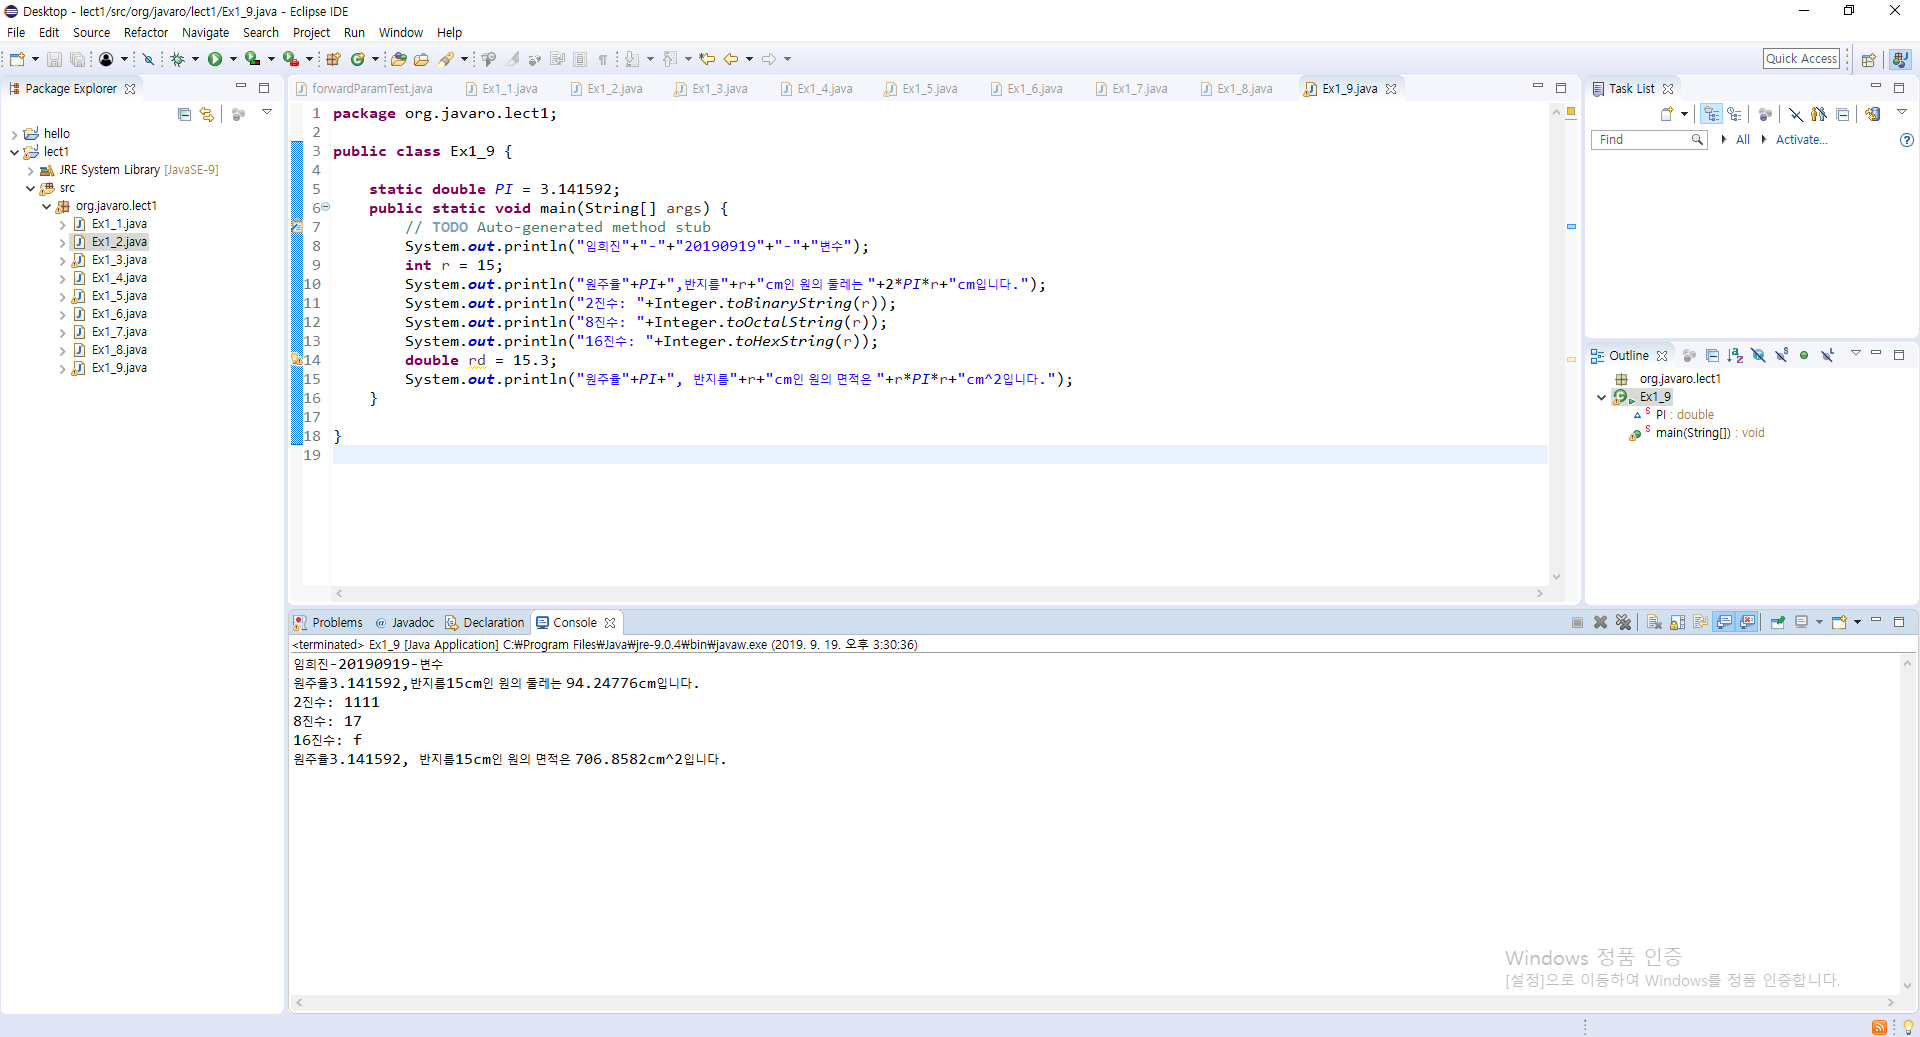 Desktop - lect1/src/org/javaro/lect1/Ex1_9.java - Eclipse IDE
File Edit Source Refactor Navigate Search Project Run Window Help
Quick Access
Package Explorer
hello
lect1
JRE System Library [JavaSE-9]
src
org.javaro.lect1
Ex1_1.java
Ex1_2.java
Ex1_3.java
Ex1_4.java
Ex1_5.java
Ex1_6.java
Ex1_7.java
Ex1_8.java
Ex1_9.java
forwardParamTest.java Ex1_1.java Ex1_2.java Ex1_3.java Ex1_4.java Ex1_5.java Ex1_6.java Ex1_7.java Ex1_8.java Ex1_9.java
1 package org.javaro.lect1;
2
3 public class Ex1_9 {
4
5 static double PI = 3.141592;
6 public static void main(String[] args) {
7 // TODO Auto-generated method stub
8 System.out.println("임희진"+"-"+"20190919"+"-"+"변수");
9 int r = 15;
10 System.out.println("원주율"+PI+",반지름"+r+"cm인 원의 둘레는 "+2*PI*r+"cm입니다.");
11 System.out.println("2진수: "+Integer.toBinaryString(r));
12 System.out.println("8진수: "+Integer.toOctalString(r));
13 System.out.println("16진수: "+Integer.toHexString(r));
14 double rd = 15.3;
15 System.out.println("원주율"+PI+", 반지름"+r+"cm인 원의 면적은 "+r*PI*r+"cm^2입니다.");
16 }
17
18 }
19
Task List
Find All Activate...
Outline
org.javaro.lect1
Ex1_9
PI : double
main(String[]) : void
Problems @ Javadoc Declaration Console
<terminated> Ex1_9 [Java Application] C:₩Program Files₩Java₩jre-9.0.4₩bin₩javaw.exe (2019. 9. 19. 오후 3:30:36)
임희진-20190919-변수
원주율3.141592,반지름15cm인 원의 둘레는 94.24776cm입니다.
2진수: 1111
8진수: 17
16진수: f
원주율3.141592, 반지름15cm인 원의 면적은 706.8582cm^2입니다.
Windows 정품 인증
[설정]으로 이동하여 Windows를 정품 인증합니다.